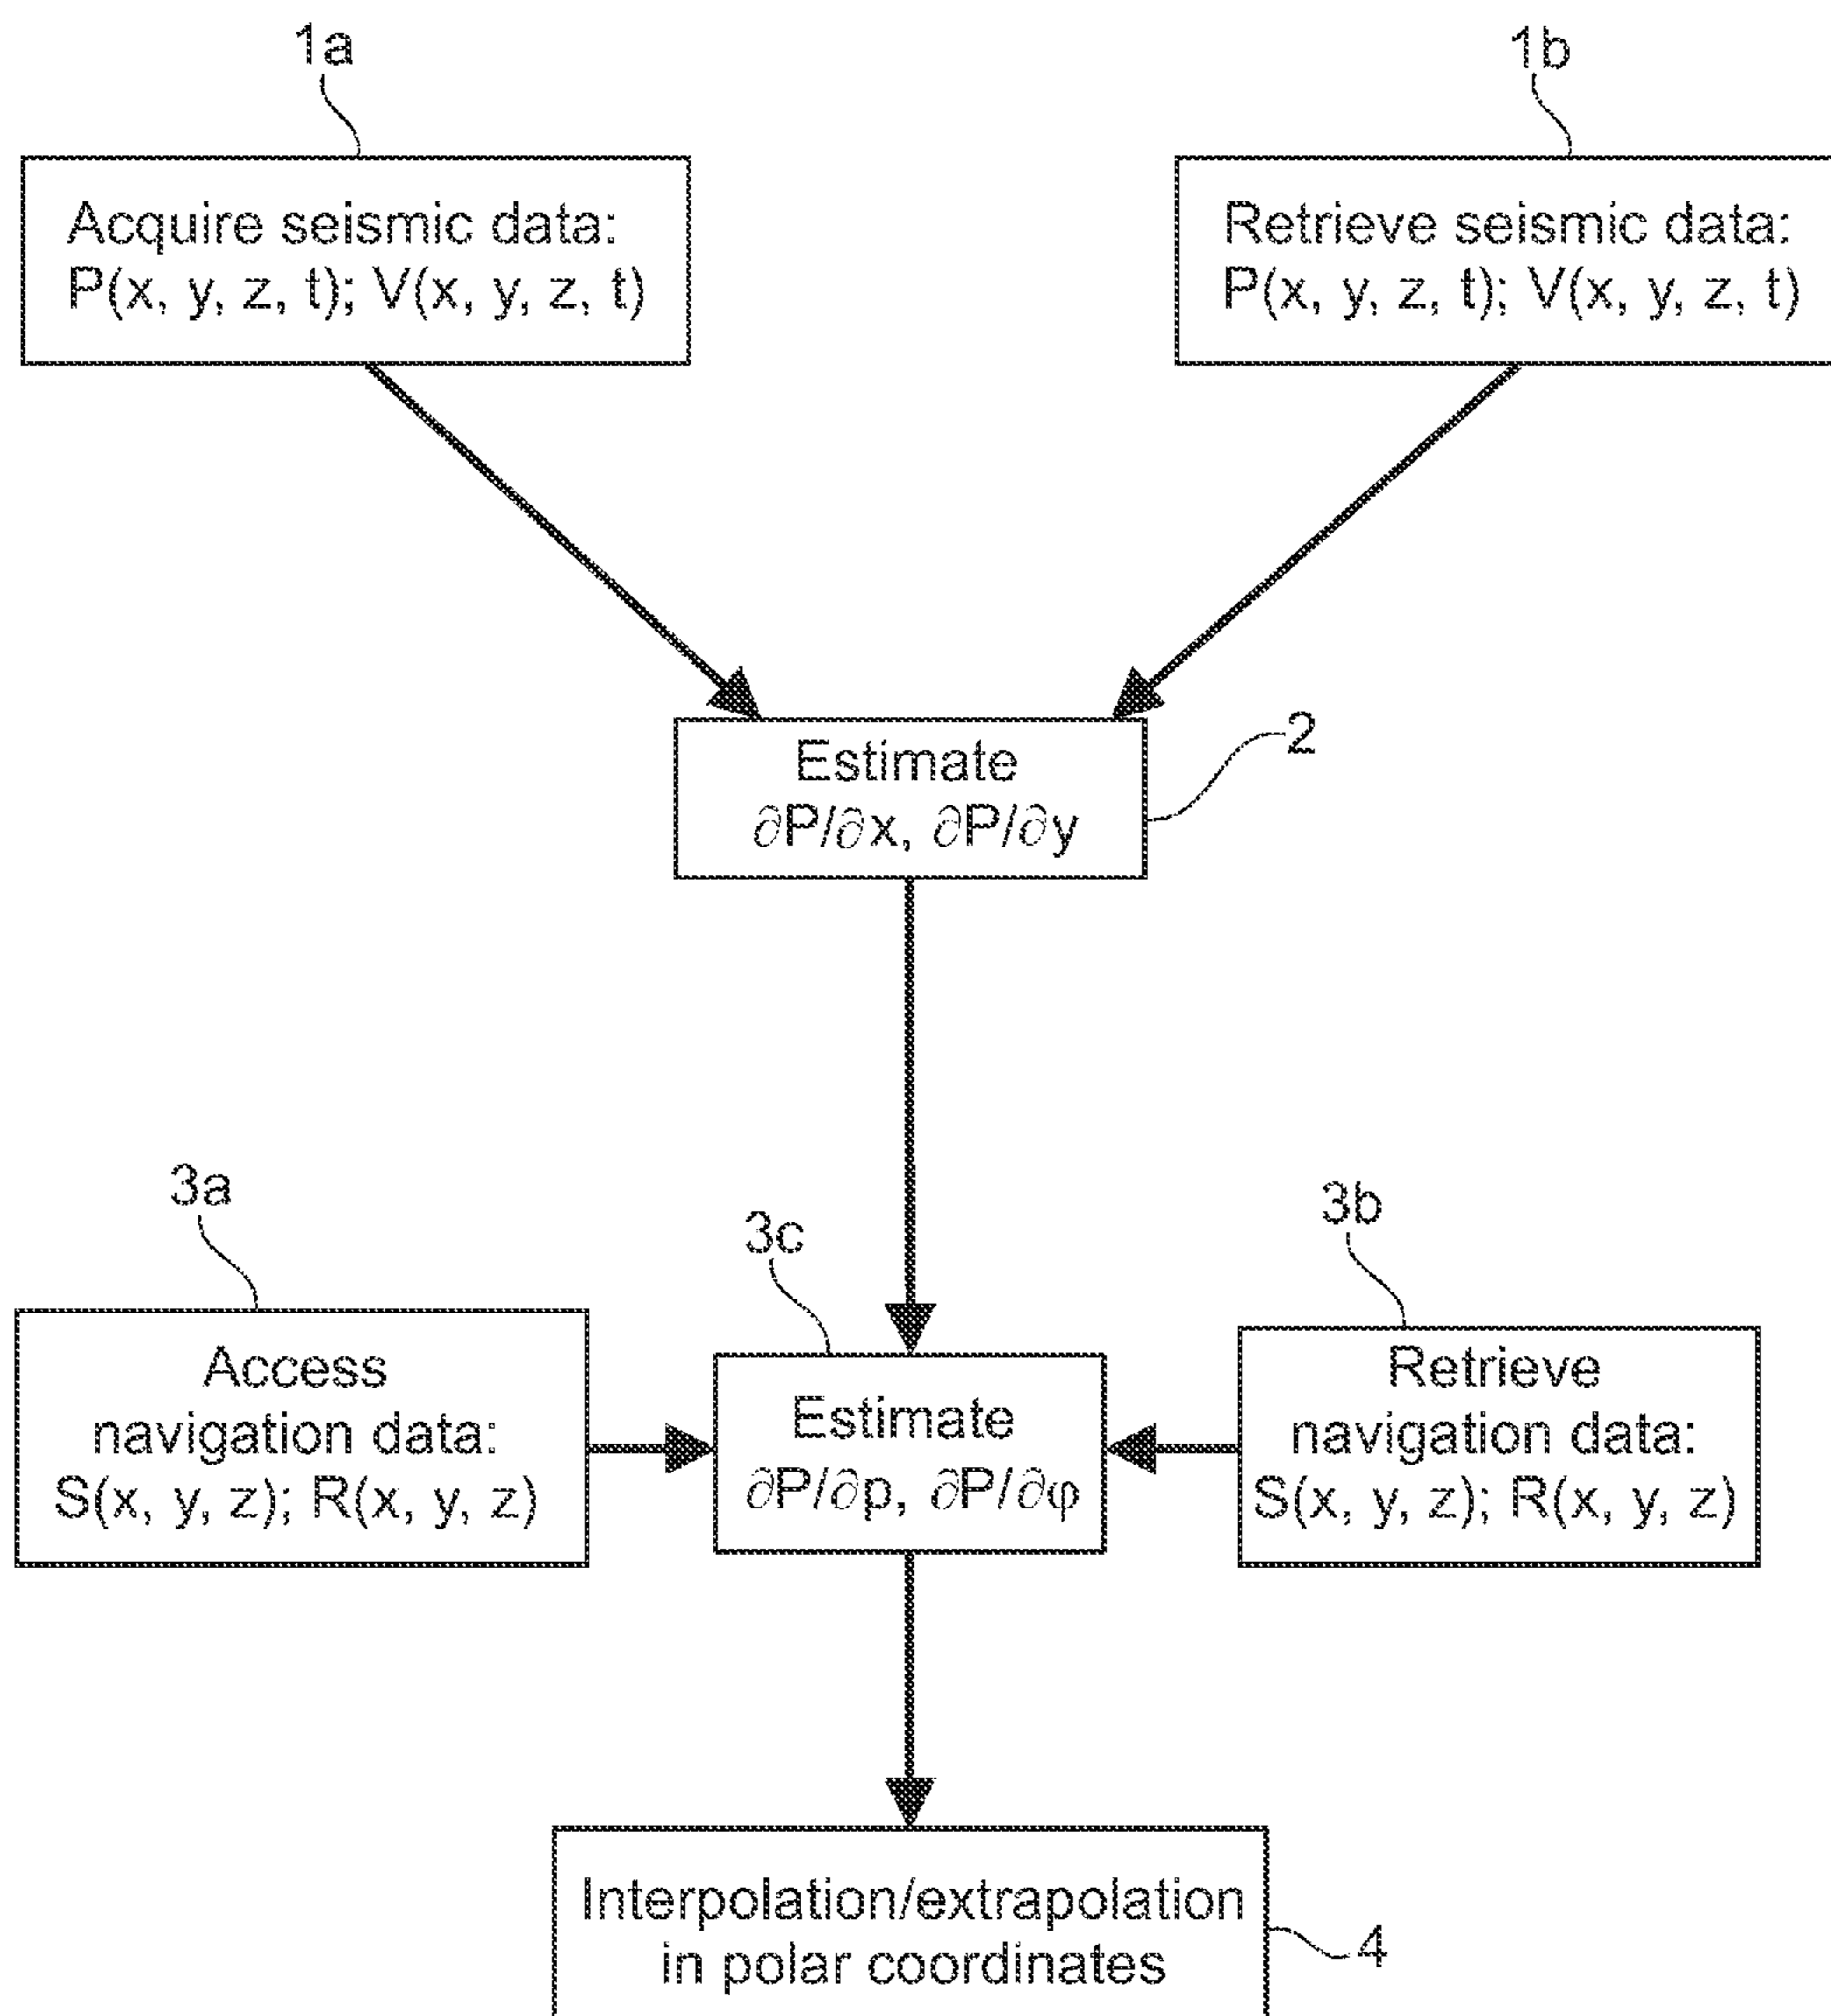 1a
1b
Acquire seismic data:
P(x, y, z, t); V(x, y, z, t)
Retrieve seismic data:
P(x, y, z, t); V(x, y, z, t)
2
Estimate
∂P/∂x, ∂P/∂y
3a
3c
3b
Access
navigation data:
S(x, y, z); R(x, y, z)
Estimate
∂P/∂p, ∂P/∂φ
Retrieve
navigation data:
S(x, y, z); R(x, y, z)
Interpolation/extrapolation
in polar coordinates
4